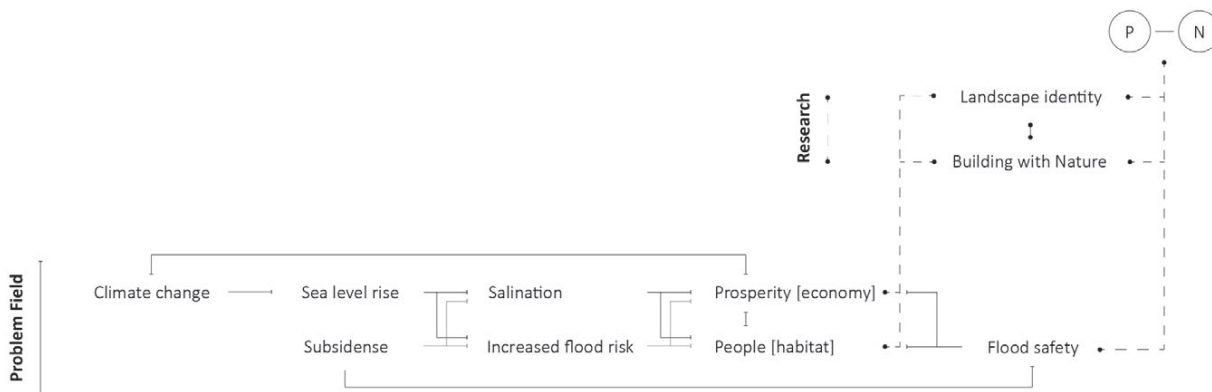 P
N
Research
Landscape identity
Building with Nature
Problem Field
Climate change
Sea level rise
Salination
Prosperity [economy]
Subsidense
Increased flood risk
People [habitat]
Flood safety